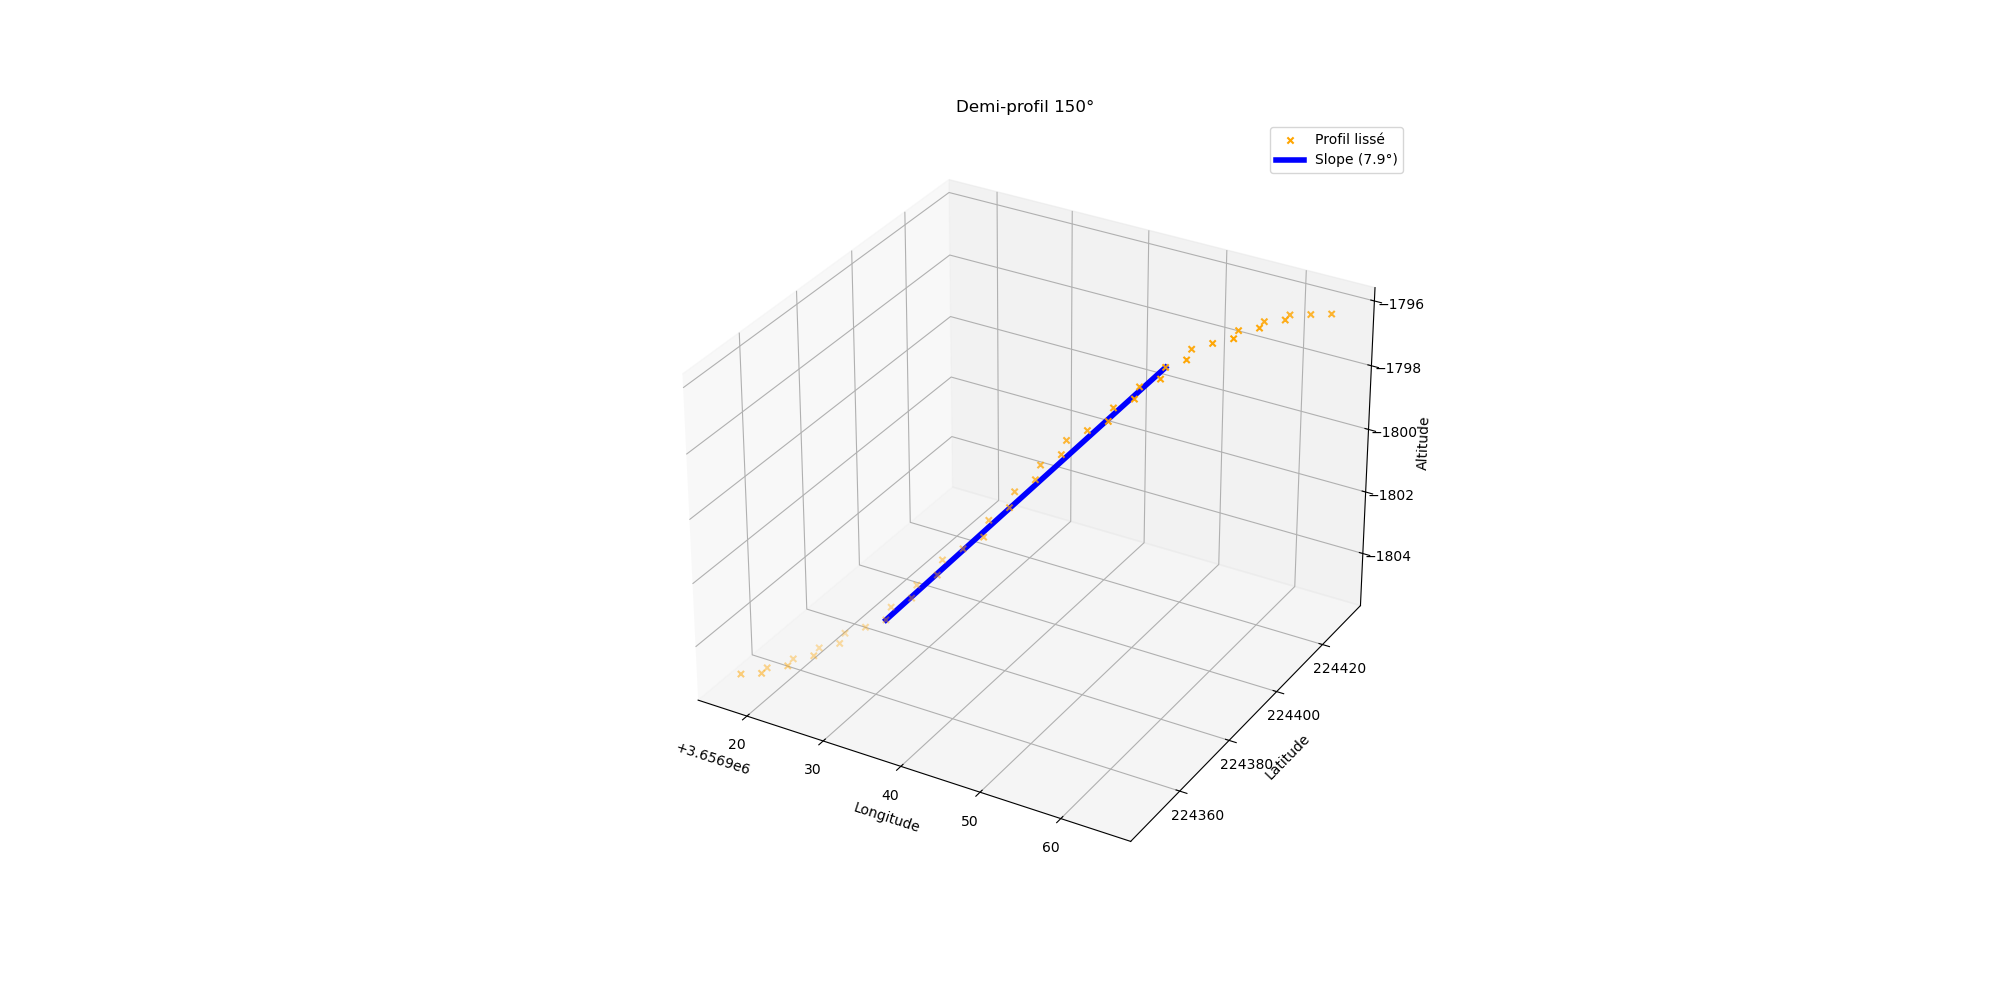 Demi-profil 150°
Profil lissé
Slope (7.9°)
−1796
−1798
−1800
−1802
−1804
Altitude
224420
224400
224380
224360
Latitude
20
30
40
50
60
+3.6569e6
Longitude